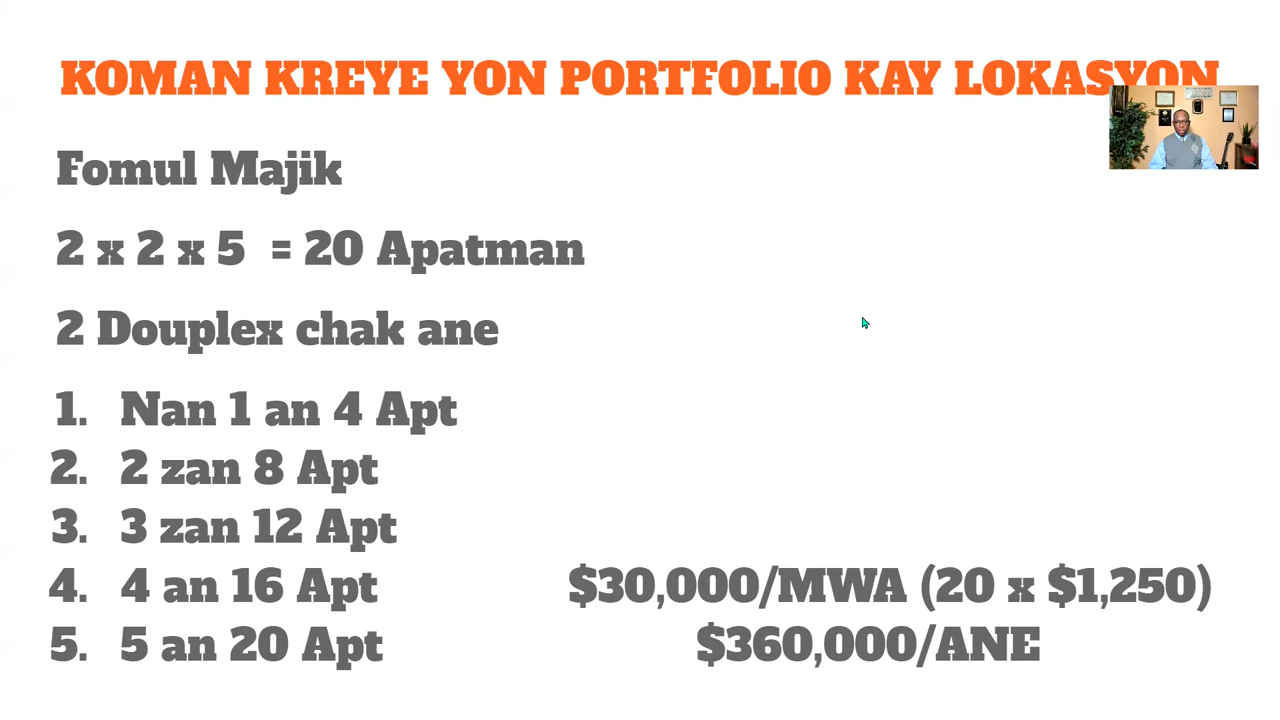 KOMAN KREYE YON PORTFOLIO KAY LOKASYON
Fomul Majik
2 x 2 x 5 = 20 Apatman
2 Douplex chak ane
1. Nan 1 an 4 Apt
2. 2 zan 8 Apt
3. 3 zan 12 Apt
4. 4 an 16 Apt
5. 5 an 20 Apt
$30,000/MWA (20 x $1,250)
$360,000/ANE